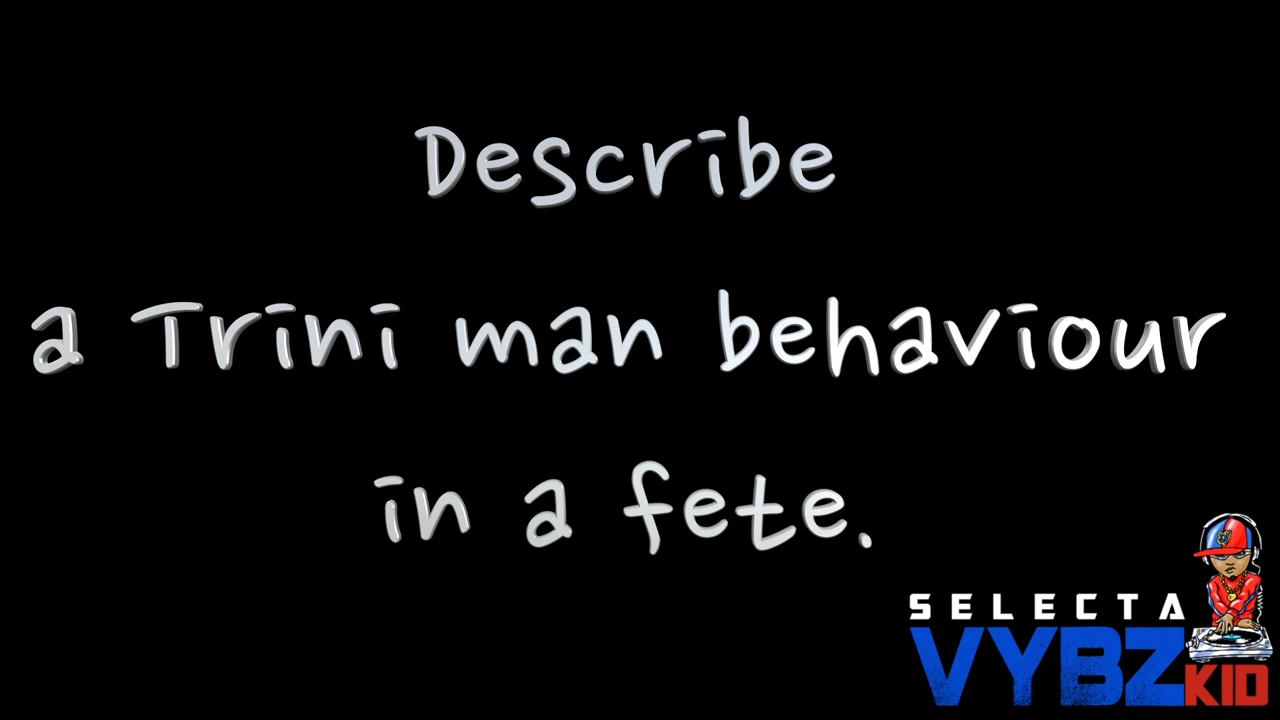 Describe
a Trini man behaviour
in a fete.
SELECTA
VYBZ
KID